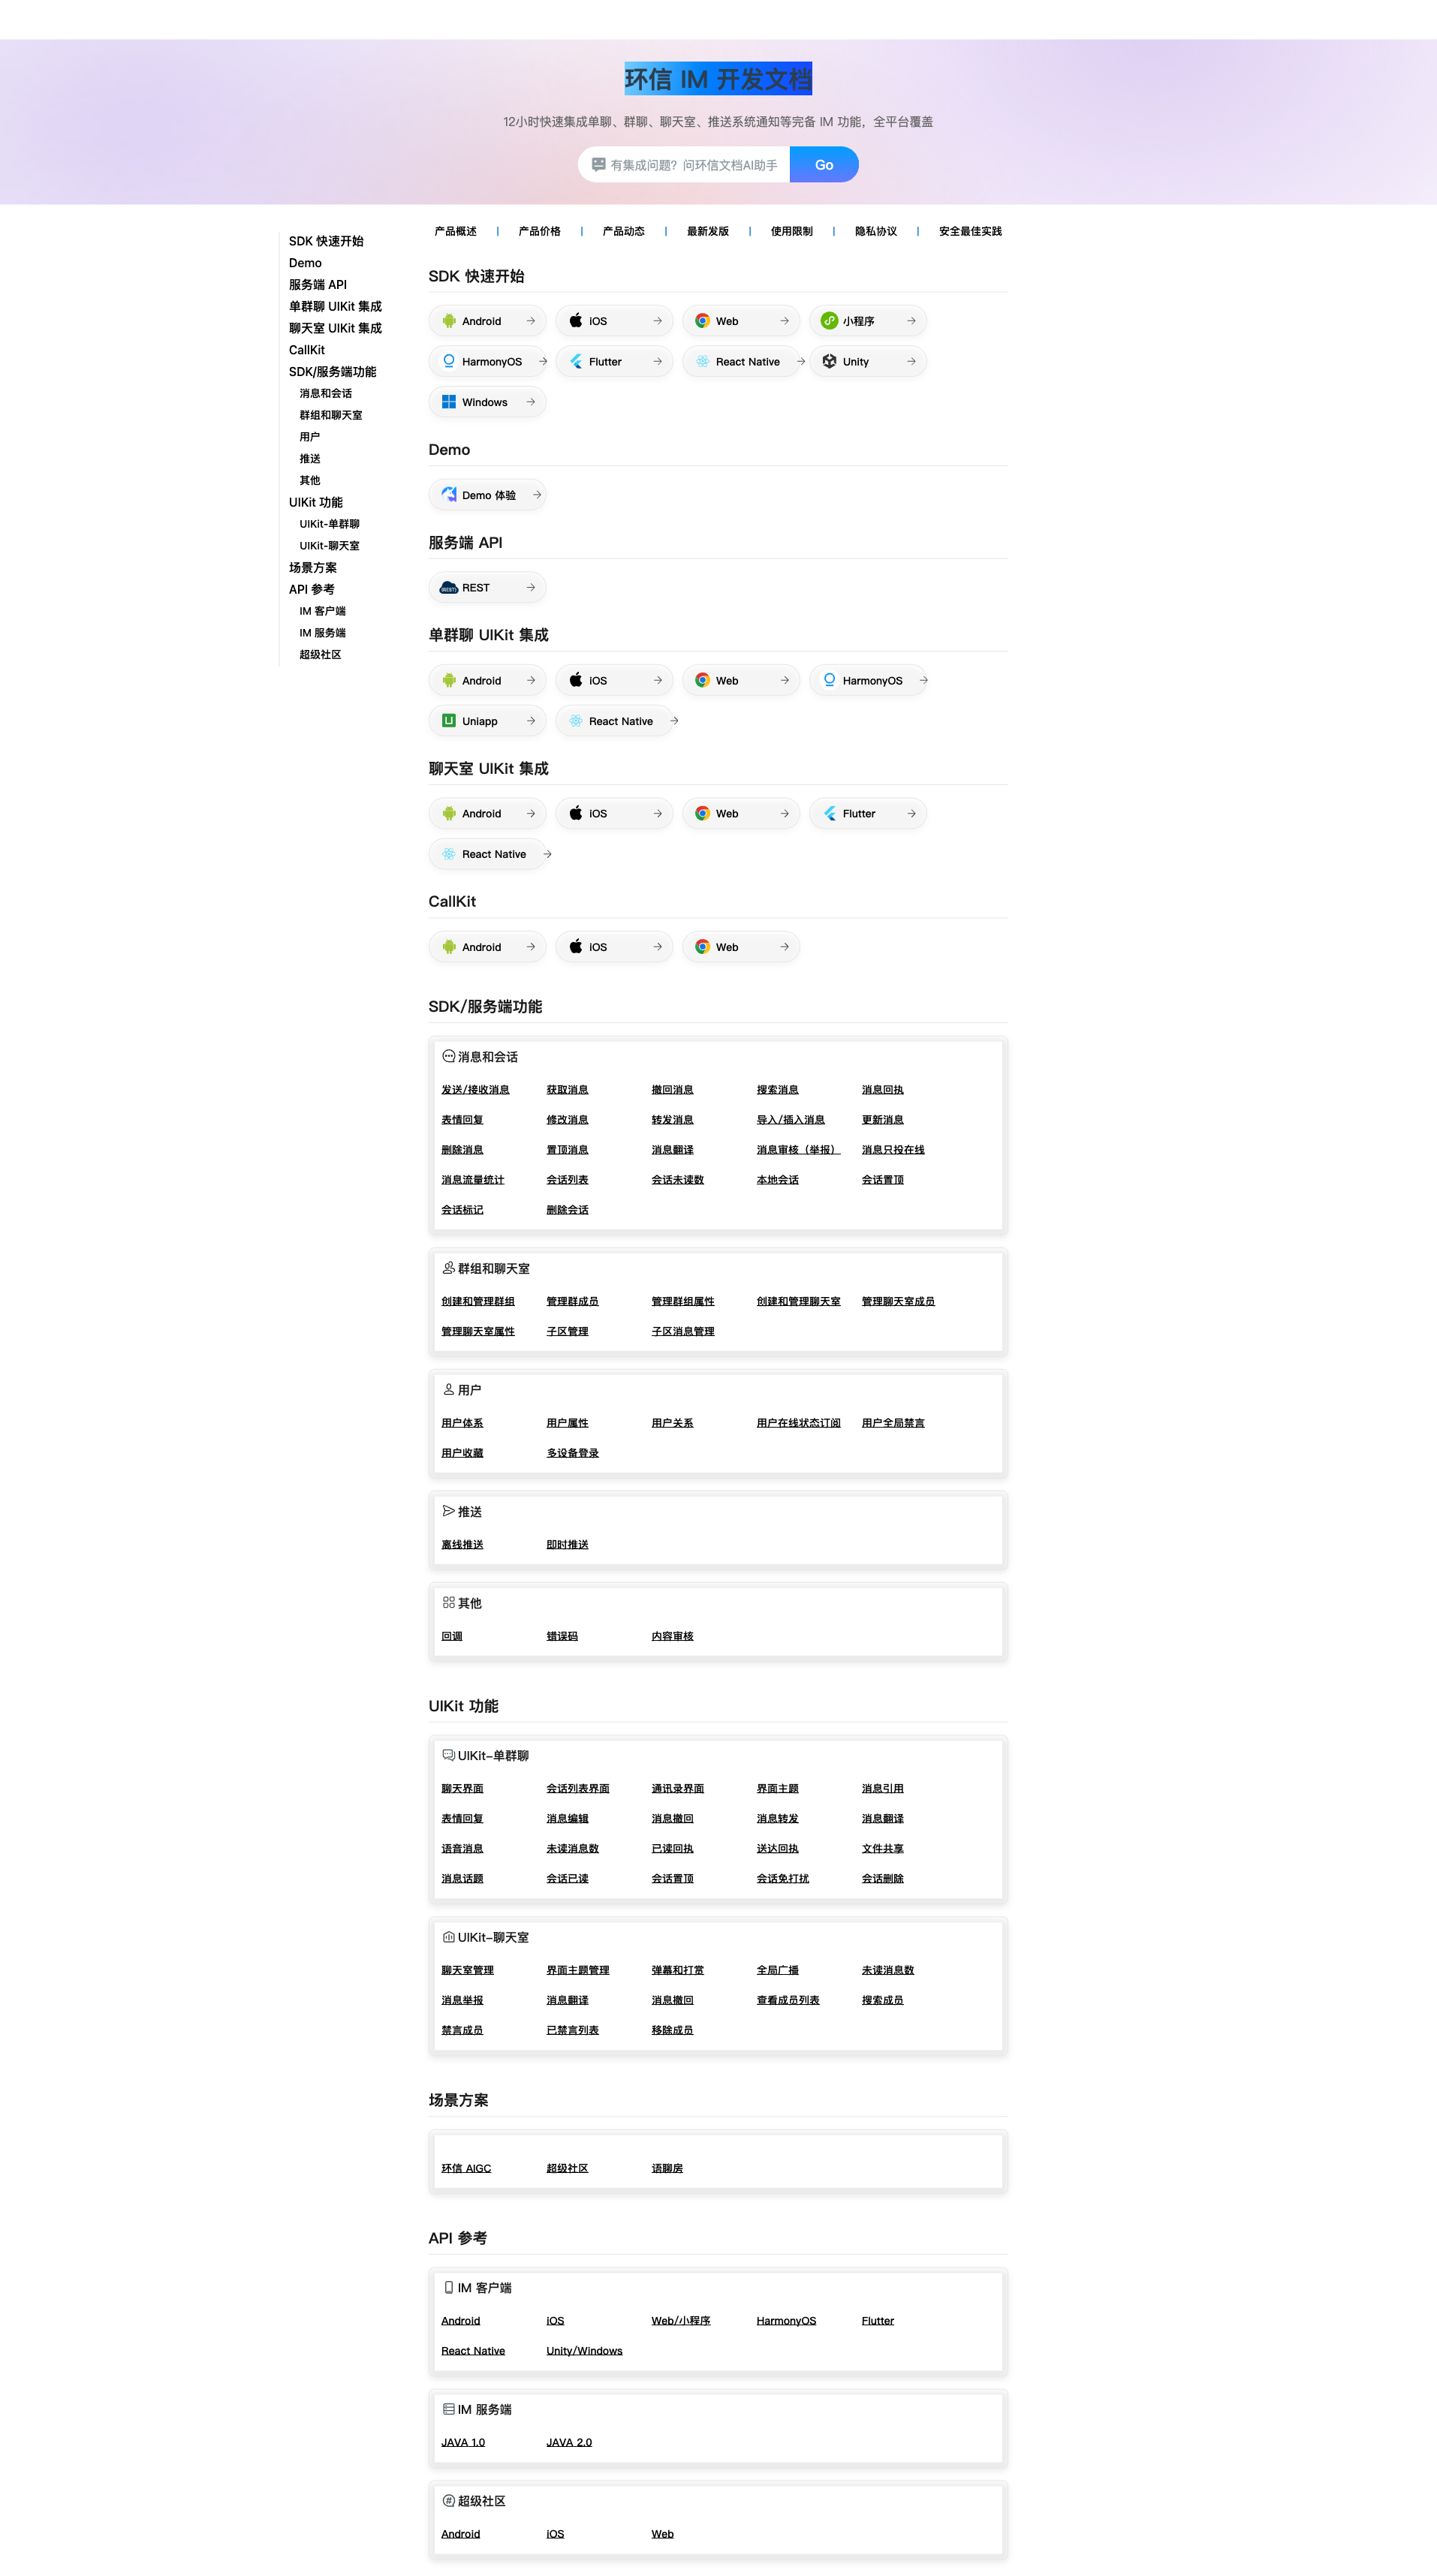 环信 IM 开发文档
12小时快速集成单聊、群聊、聊天室、推送系统通知等完备 IM 功能，全平台覆盖
有集成问题？问环信文档AI助手 Go
SDK 快速开始
Demo
服务端 API
单群聊 UIKit 集成
聊天室 UIKit 集成
CallKit
SDK/服务端功能
消息和会话
群组和聊天室
用户
推送
其他
UIKit 功能
UIKit-单群聊
UIKit-聊天室
场景方案
API 参考
IM 客户端
IM 服务端
超级社区
产品概述 | 产品价格 | 产品动态 | 最新发版 | 使用限制 | 隐私协议 | 安全最佳实践
SDK 快速开始
Android iOS Web 小程序
HarmonyOS Flutter React Native Unity
Windows
Demo
Demo 体验
服务端 API
REST
单群聊 UIKit 集成
Android iOS Web HarmonyOS
Uniapp React Native
聊天室 UIKit 集成
Android iOS Web Flutter
React Native
CallKit
Android iOS Web
SDK/服务端功能
消息和会话
发送/接收消息 获取消息 撤回消息 搜索消息 消息回执
表情回复 修改消息 转发消息 导入/插入消息 更新消息
删除消息 置顶消息 消息翻译 消息审核（举报） 消息只投在线
消息流量统计 会话列表 会话未读数 本地会话 会话置顶
会话标记 删除会话
群组和聊天室
创建和管理群组 管理群成员 管理群组属性 创建和管理聊天室 管理聊天室成员
管理聊天室属性 子区管理 子区消息管理
用户
用户体系 用户属性 用户关系 用户在线状态订阅 用户全局禁言
用户收藏 多设备登录
推送
离线推送 即时推送
其他
回调 错误码 内容审核
UIKit 功能
UIKit-单群聊
聊天界面 会话列表界面 通讯录界面 界面主题 消息引用
表情回复 消息编辑 消息撤回 消息转发 消息翻译
语音消息 未读消息数 已读回执 送达回执 文件共享
消息话题 会话已读 会话置顶 会话免打扰 会话删除
UIKit-聊天室
聊天室管理 界面主题管理 弹幕和打赏 全局广播 未读消息数
消息举报 消息翻译 消息撤回 查看成员列表 搜索成员
禁言成员 已禁言列表 移除成员
场景方案
环信 AIGC 超级社区 语聊房
API 参考
IM 客户端
Android iOS Web/小程序 HarmonyOS Flutter
React Native Unity/Windows
IM 服务端
JAVA 1.0 JAVA 2.0
超级社区
Android iOS Web